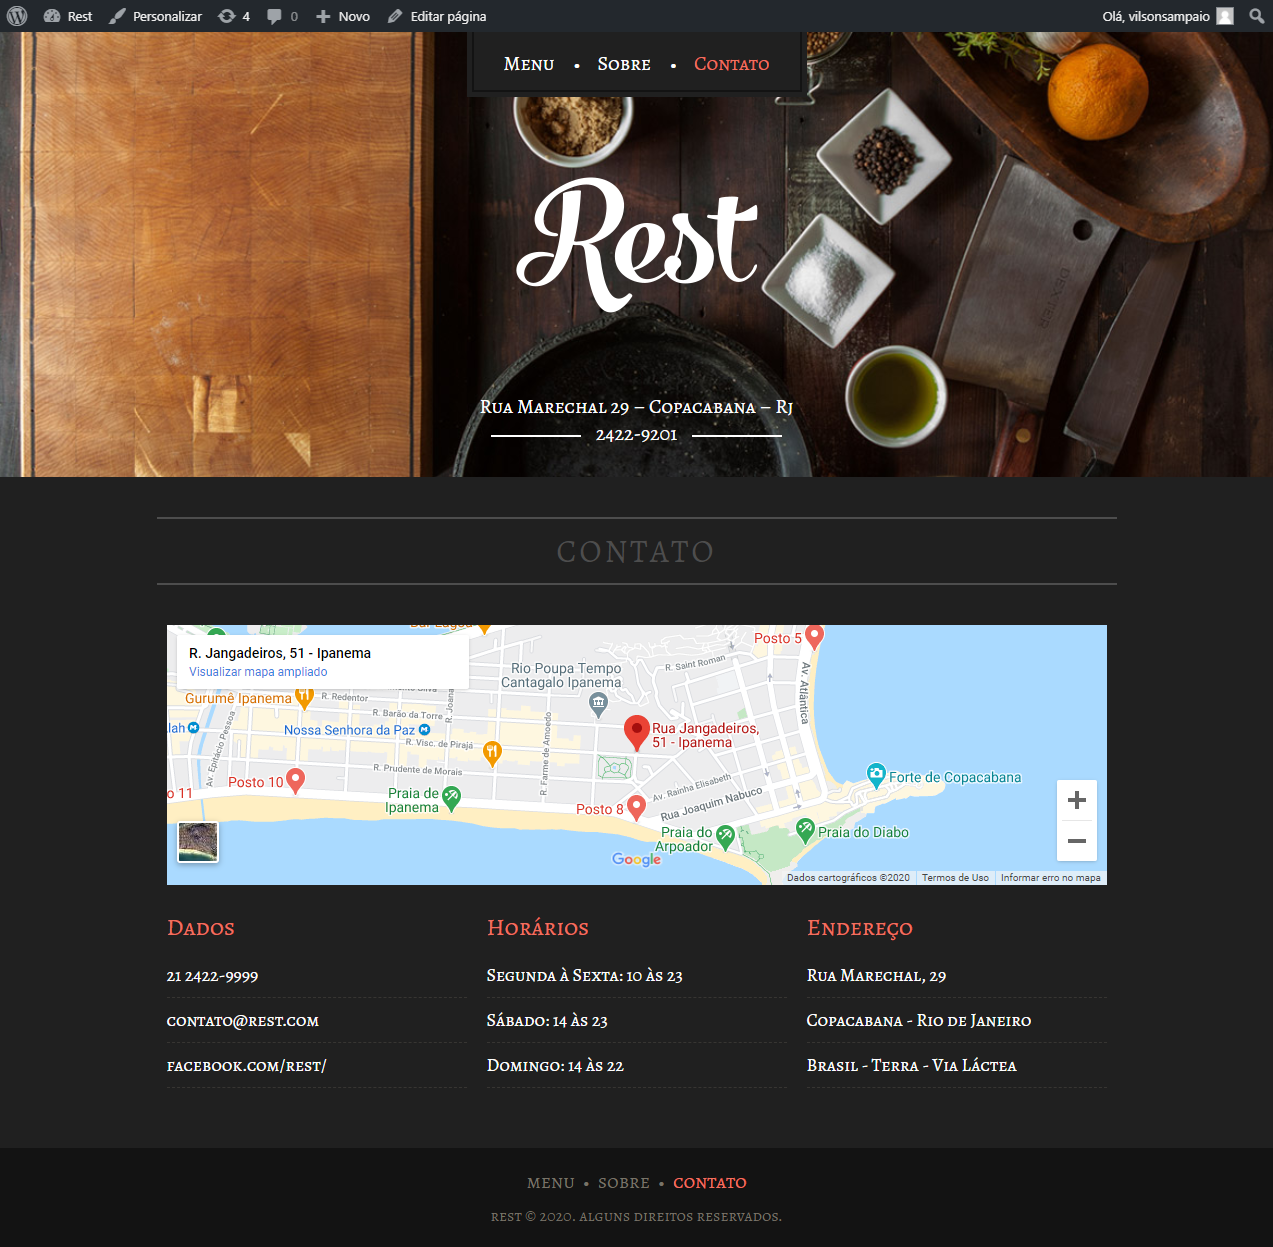 Rest
Personalizar
4
0
Novo
Editar página
Olá, vilsonsampaio
Menu • Sobre • Contato
Rest
Rua Marechal 29 – Copacabana – Rj
2422-9201
CONTATO
R. Jangadeiros, 51 - Ipanema
Visualizar mapa ampliado
Posto 5
R. Saint Roman
Av. Atlântica
Rio Poupa Tempo
Cantagalo Ipanema
Gurumê Ipanema
R. Redentor
R. Barão da Torre
R. Joana
Nossa Senhora da Paz
R. Visc. de Pirajá
Av. Epitácio Pessoa
R. Farme de Amoedo
Rua Jangadeiros,
51 - Ipanema
R. Prudente de Morais
Posto 10
o 11
Praia de
Ipanema
Posto 8
Av. Rainha Elisabeth
Rua Joaquim Nabuco
Forte de Copacabana
Praia do
Arpoador
Praia do Diabo
Google
Dados cartográficos ©2020
Termos de Uso
Informar erro no mapa
Dados
21 2422-9999
contato@rest.com
facebook.com/rest/
Horários
Segunda à Sexta: 10 às 23
Sábado: 14 às 23
Domingo: 14 às 22
Endereço
Rua Marechal, 29
Copacabana - Rio de Janeiro
Brasil - Terra - Via Láctea
MENU • SOBRE • CONTATO
REST © 2020. ALGUNS DIREITOS RESERVADOS.